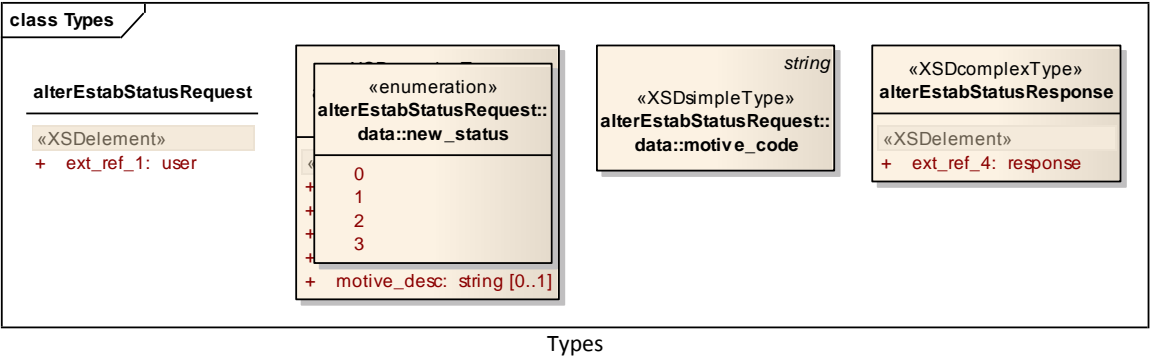 class Types
alterEstabStatusRequest
«XSDelement»
+ ext_ref_1: user
«enumeration»
alterEstabStatusRequest::
data::new_status
0
1
2
3
+
+
+
+
+ motive_desc: string [0..1]
string
«XSDsimpleType»
alterEstabStatusRequest::
data::motive_code
«XSDcomplexType»
alterEstabStatusResponse
«XSDelement»
+ ext_ref_4: response
Types